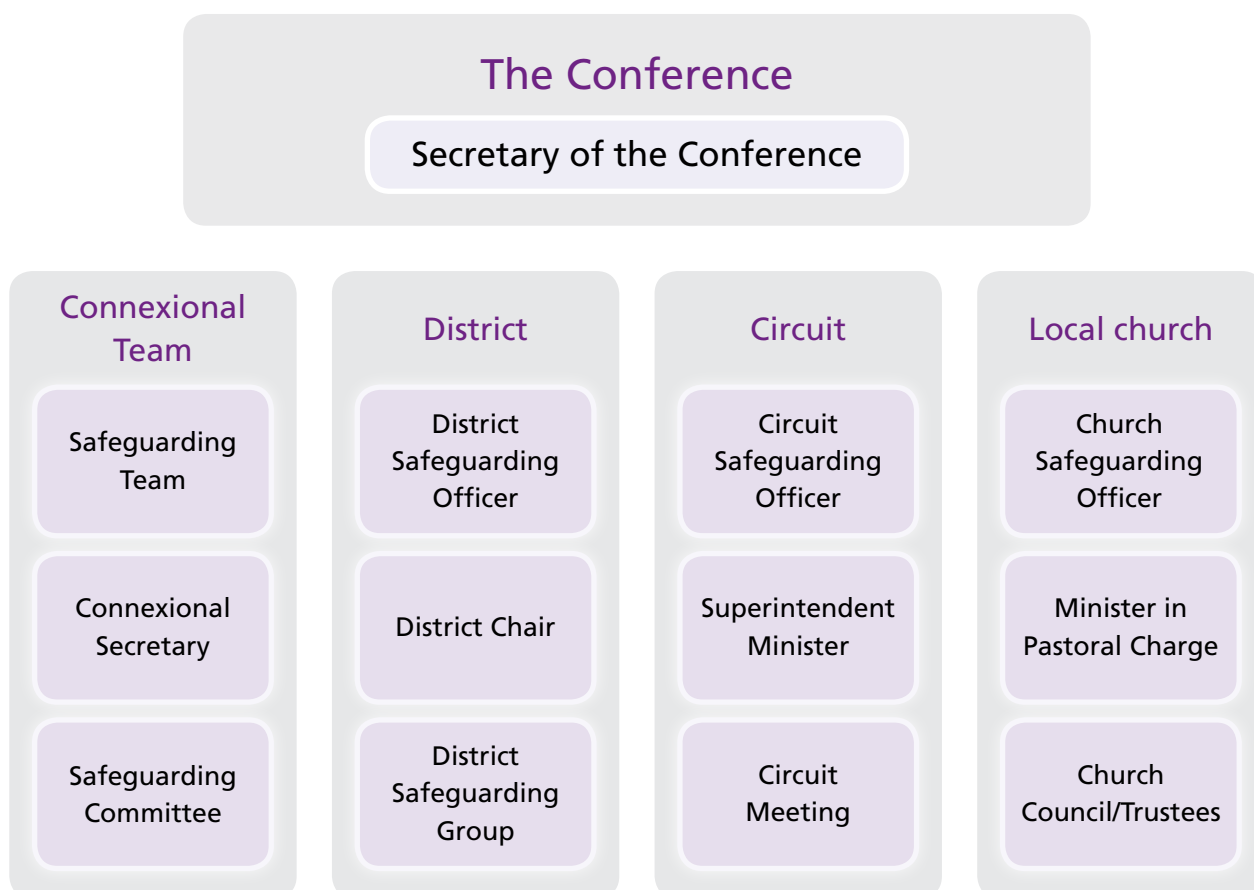 The Conference
Secretary of the Conference
Connexional
Team
Safeguarding
Team
Connexional
Secretary
Safeguarding
Committee
District
District
Safeguarding
Officer
District Chair
District
Safeguarding
Group
Circuit
Circuit
Safeguarding
Officer
Superintendent
Minister
Circuit
Meeting
Local church
Church
Safeguarding
Officer
Minister in
Pastoral Charge
Church
Council/Trustees